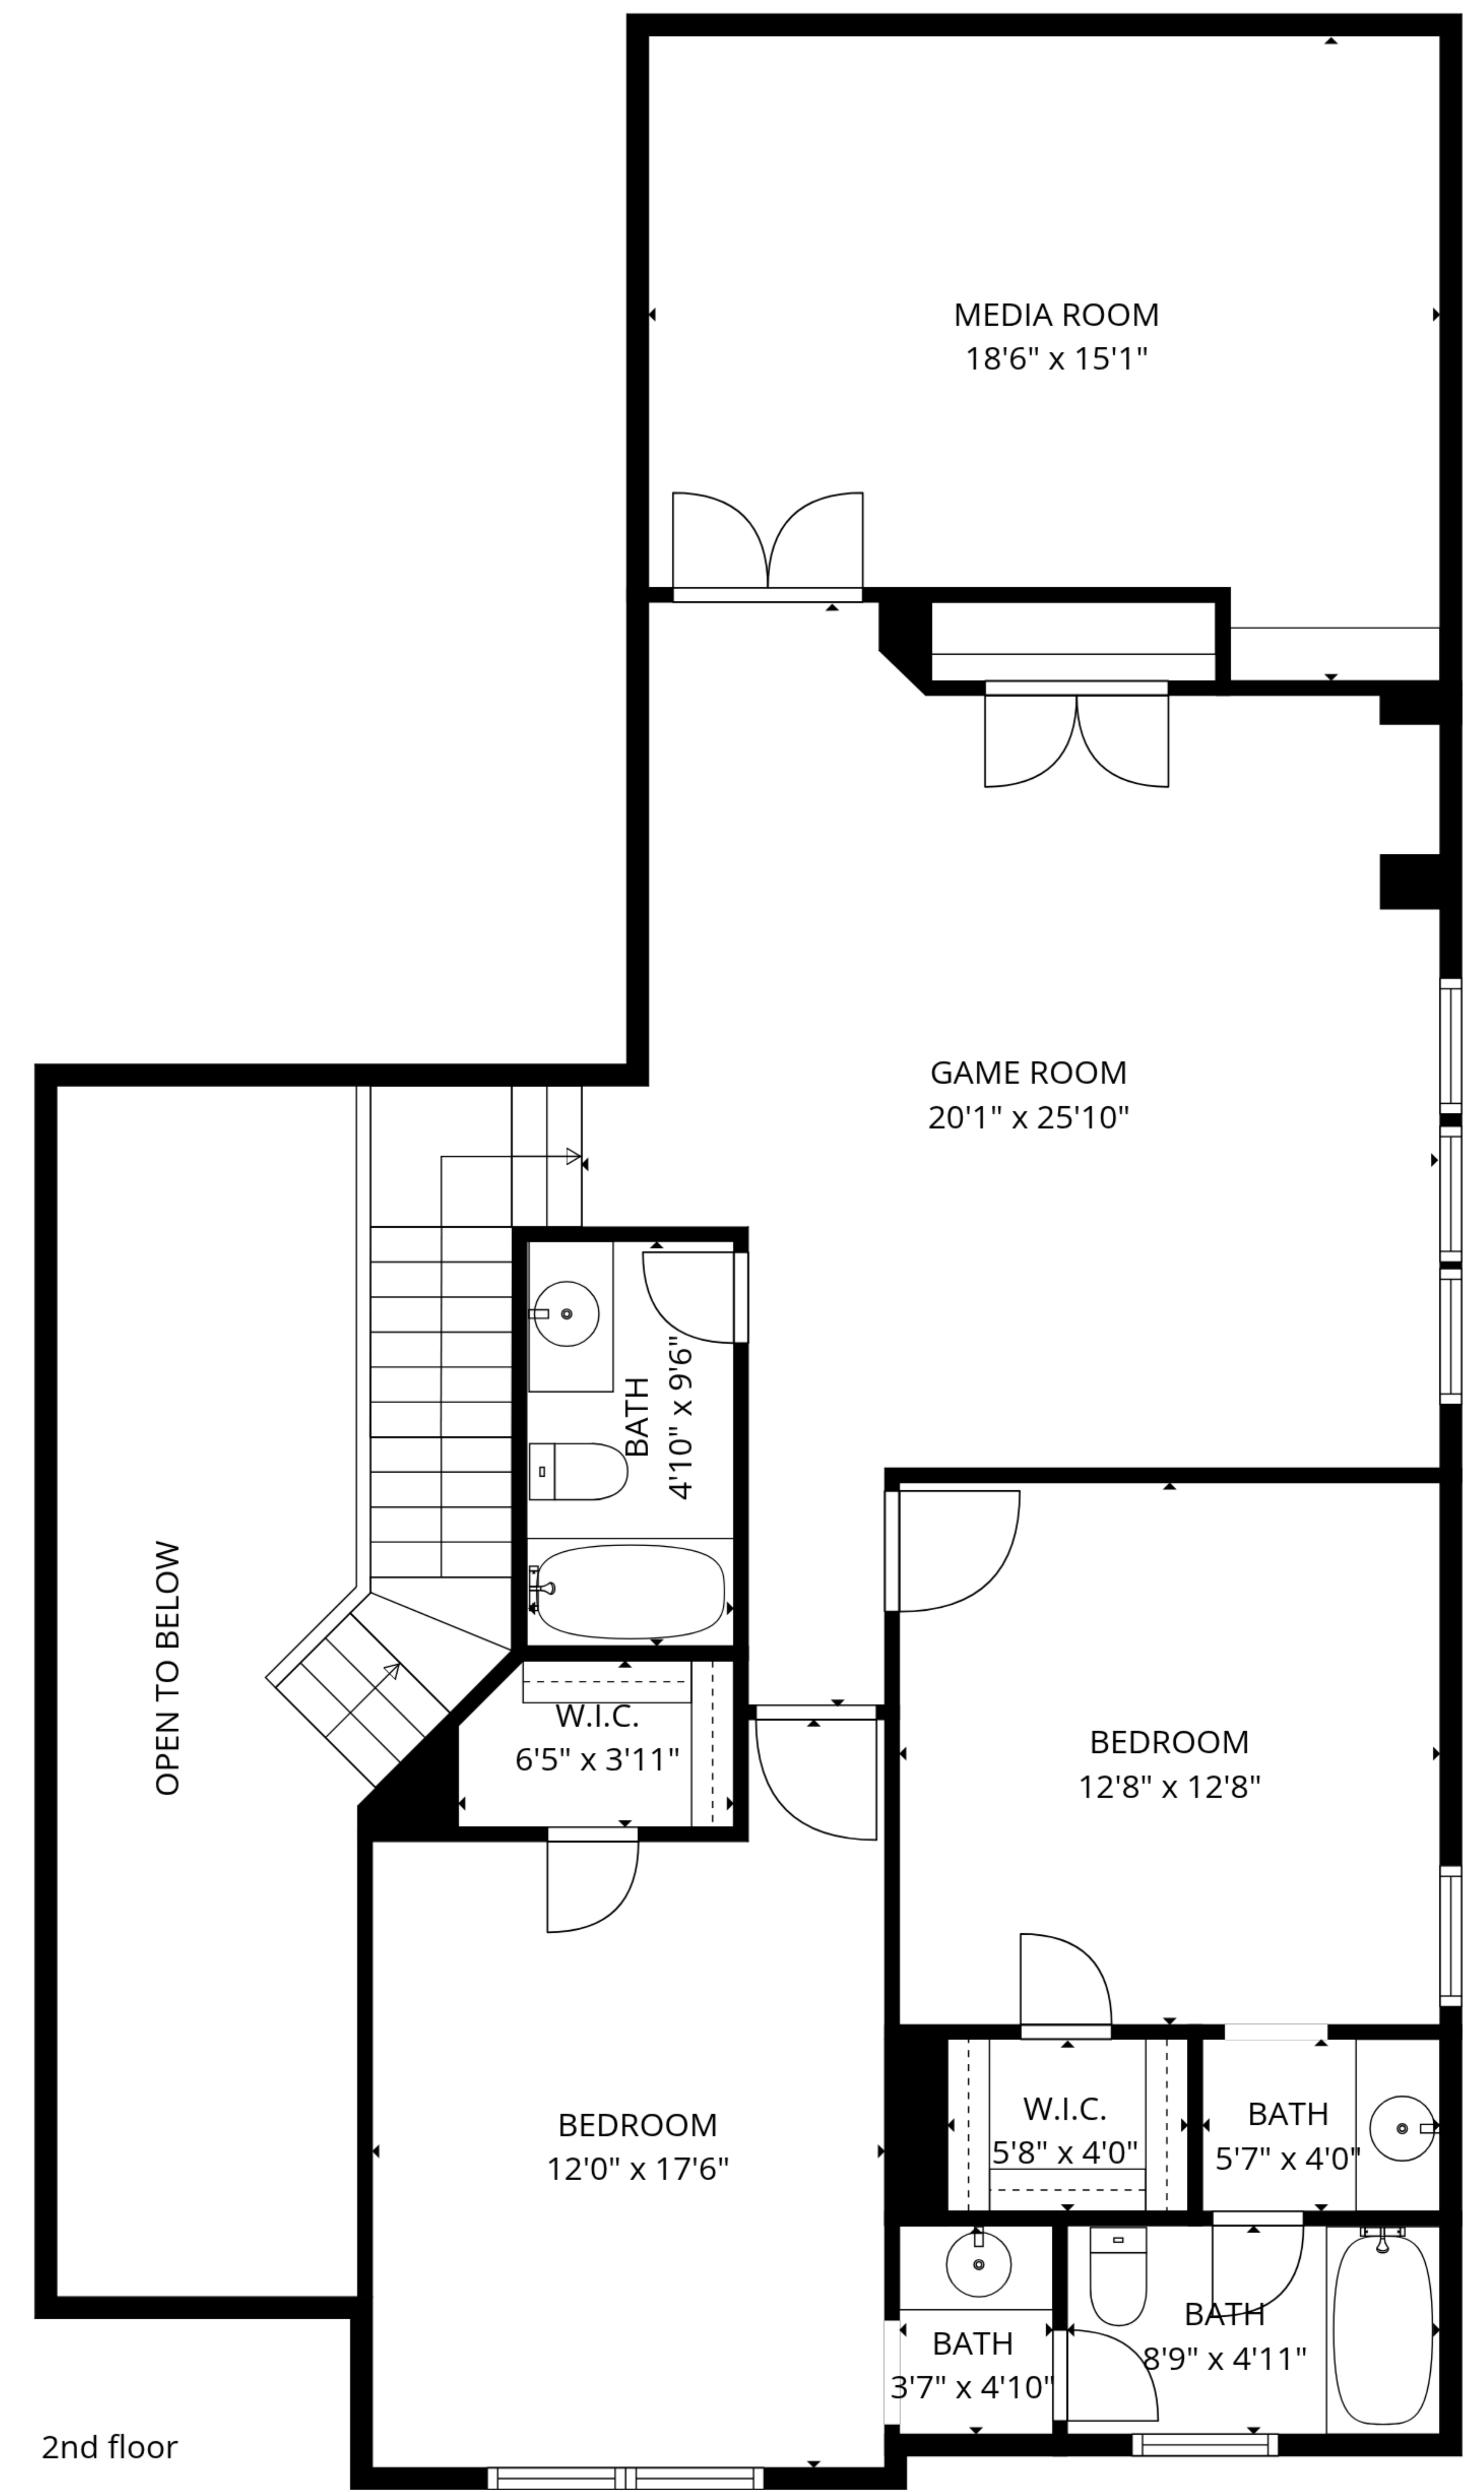 MEDIA ROOM
18'6" x 15'1"
GAME ROOM
20'1" x 25'10"
BATH
4'10" x 9'6"
OPEN TO BELOW
W.I.C.
6'5" x 3'11"
BEDROOM
12'8" x 12'8"
BEDROOM
12'0" x 17'6"
W.I.C.
5'8" x 4'0"
BATH
5'7" x 4'0"
BATH
3'7" x 4'10"
BATH
8'9" x 4'11"
2nd floor